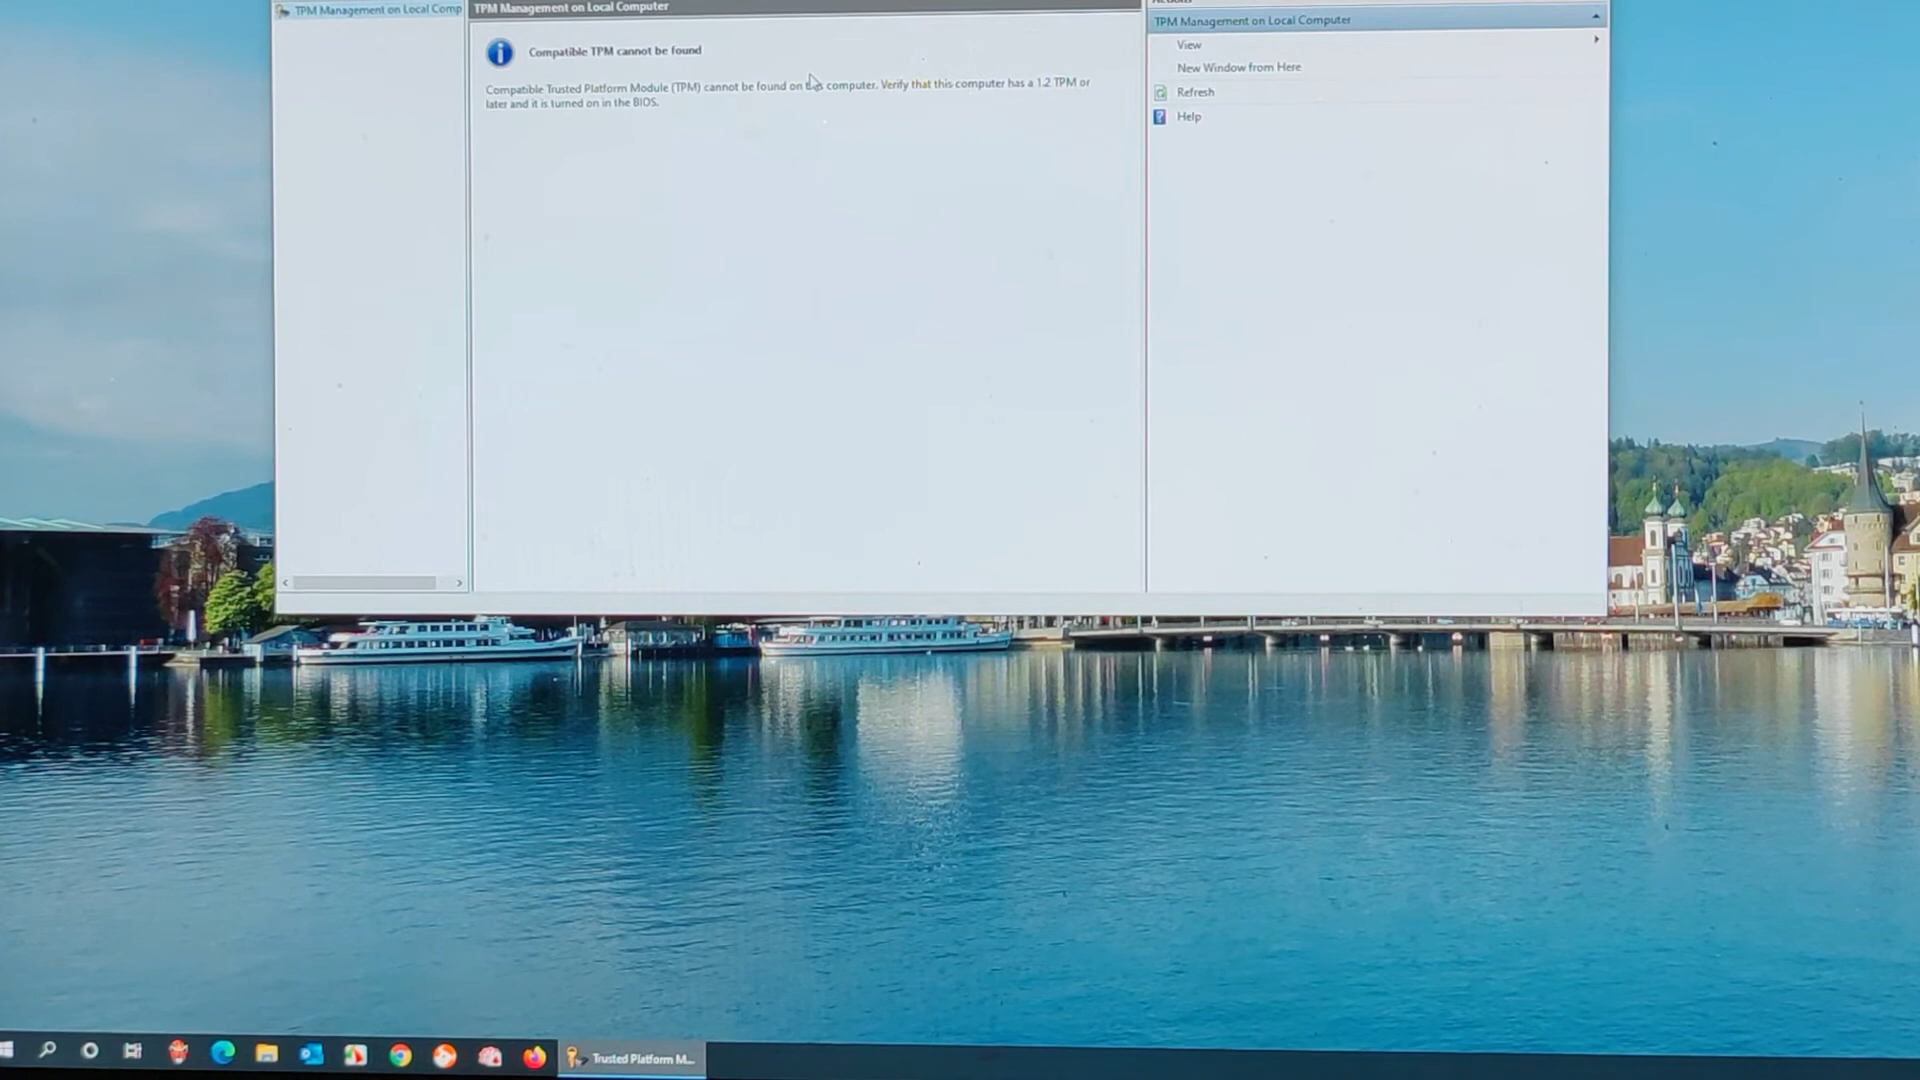 TPM Management on Local Comp
TPM Management on Local Computer
Compatible TPM cannot be found
Compatible Trusted Platform Module (TPM) cannot be found on this computer. Verify that this computer has a 1.2 TPM or
later and it is turned on in the BIOS.
TPM Management on Local Computer
View
New Window from Here
Refresh
Help
Trusted Platform M...